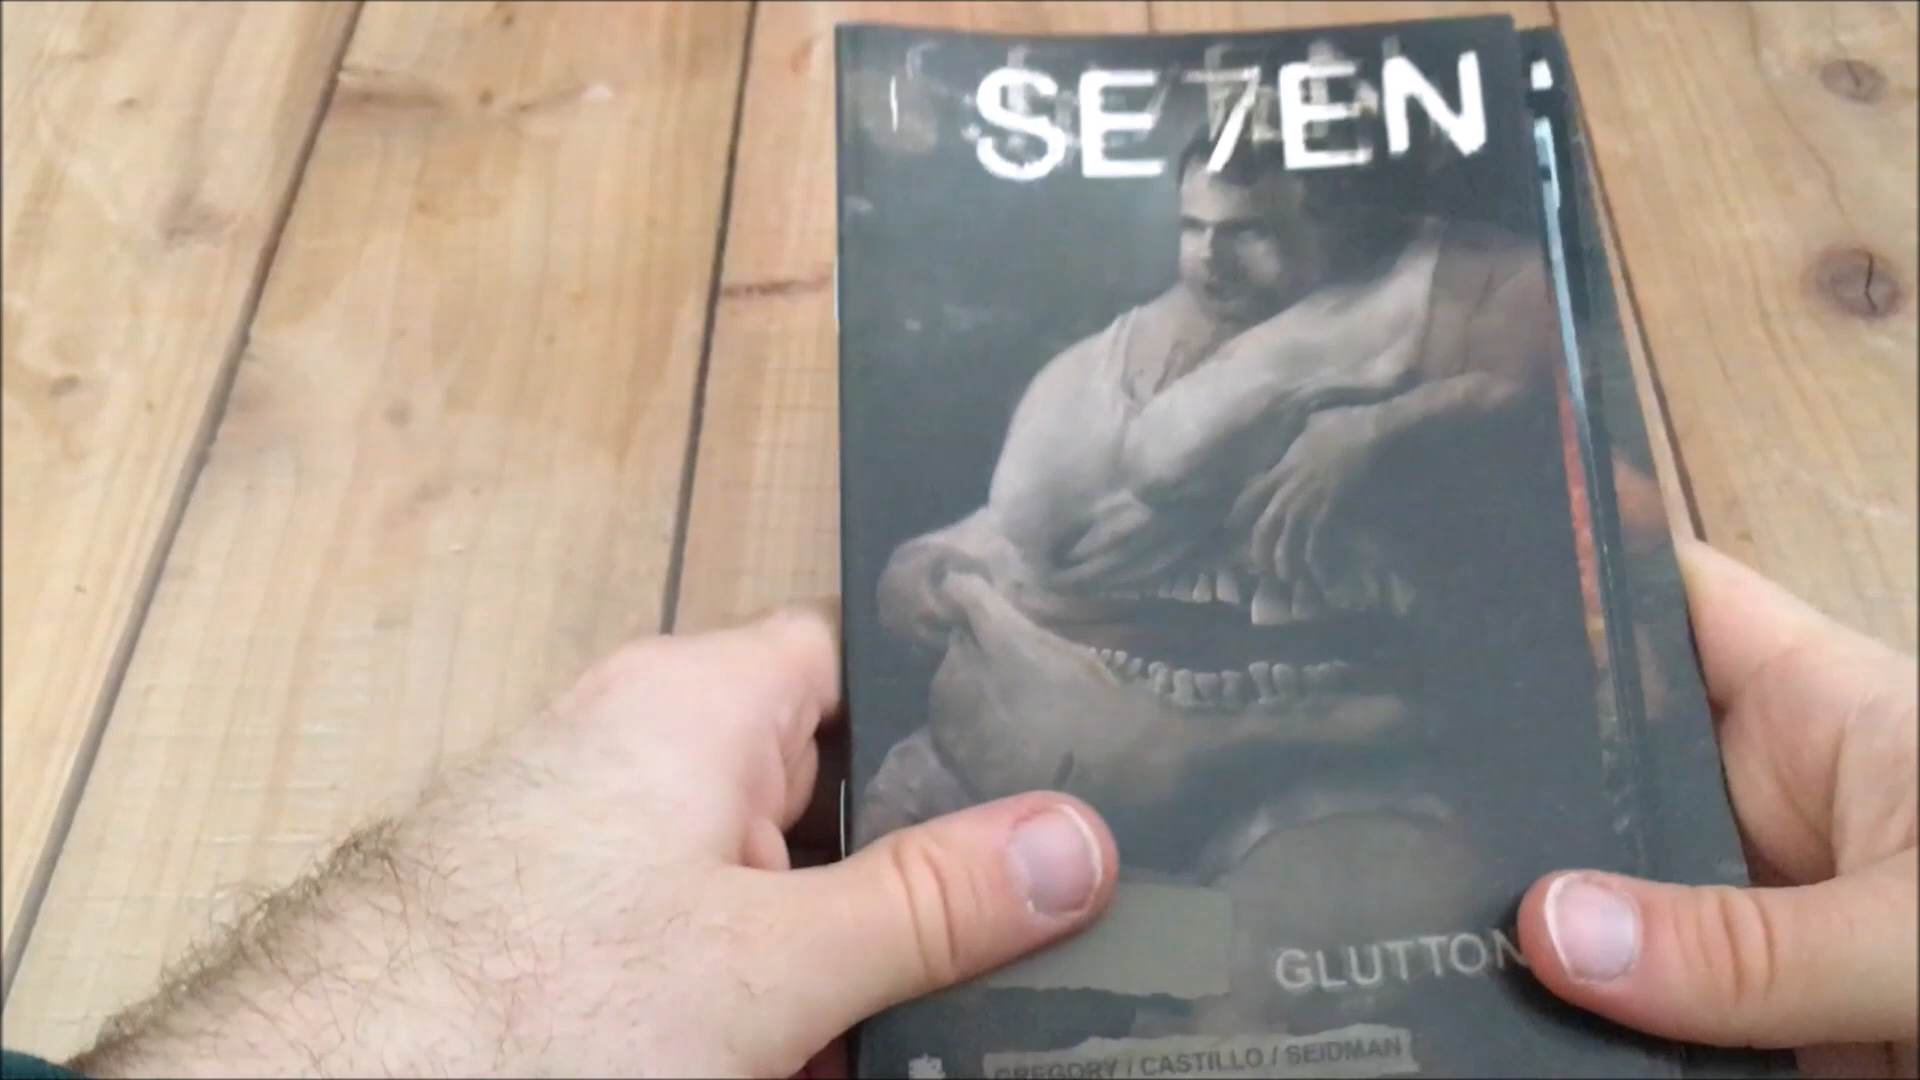 SE7EN
GLUTTON
GREGORY / CASTILLO / SEIDMAN